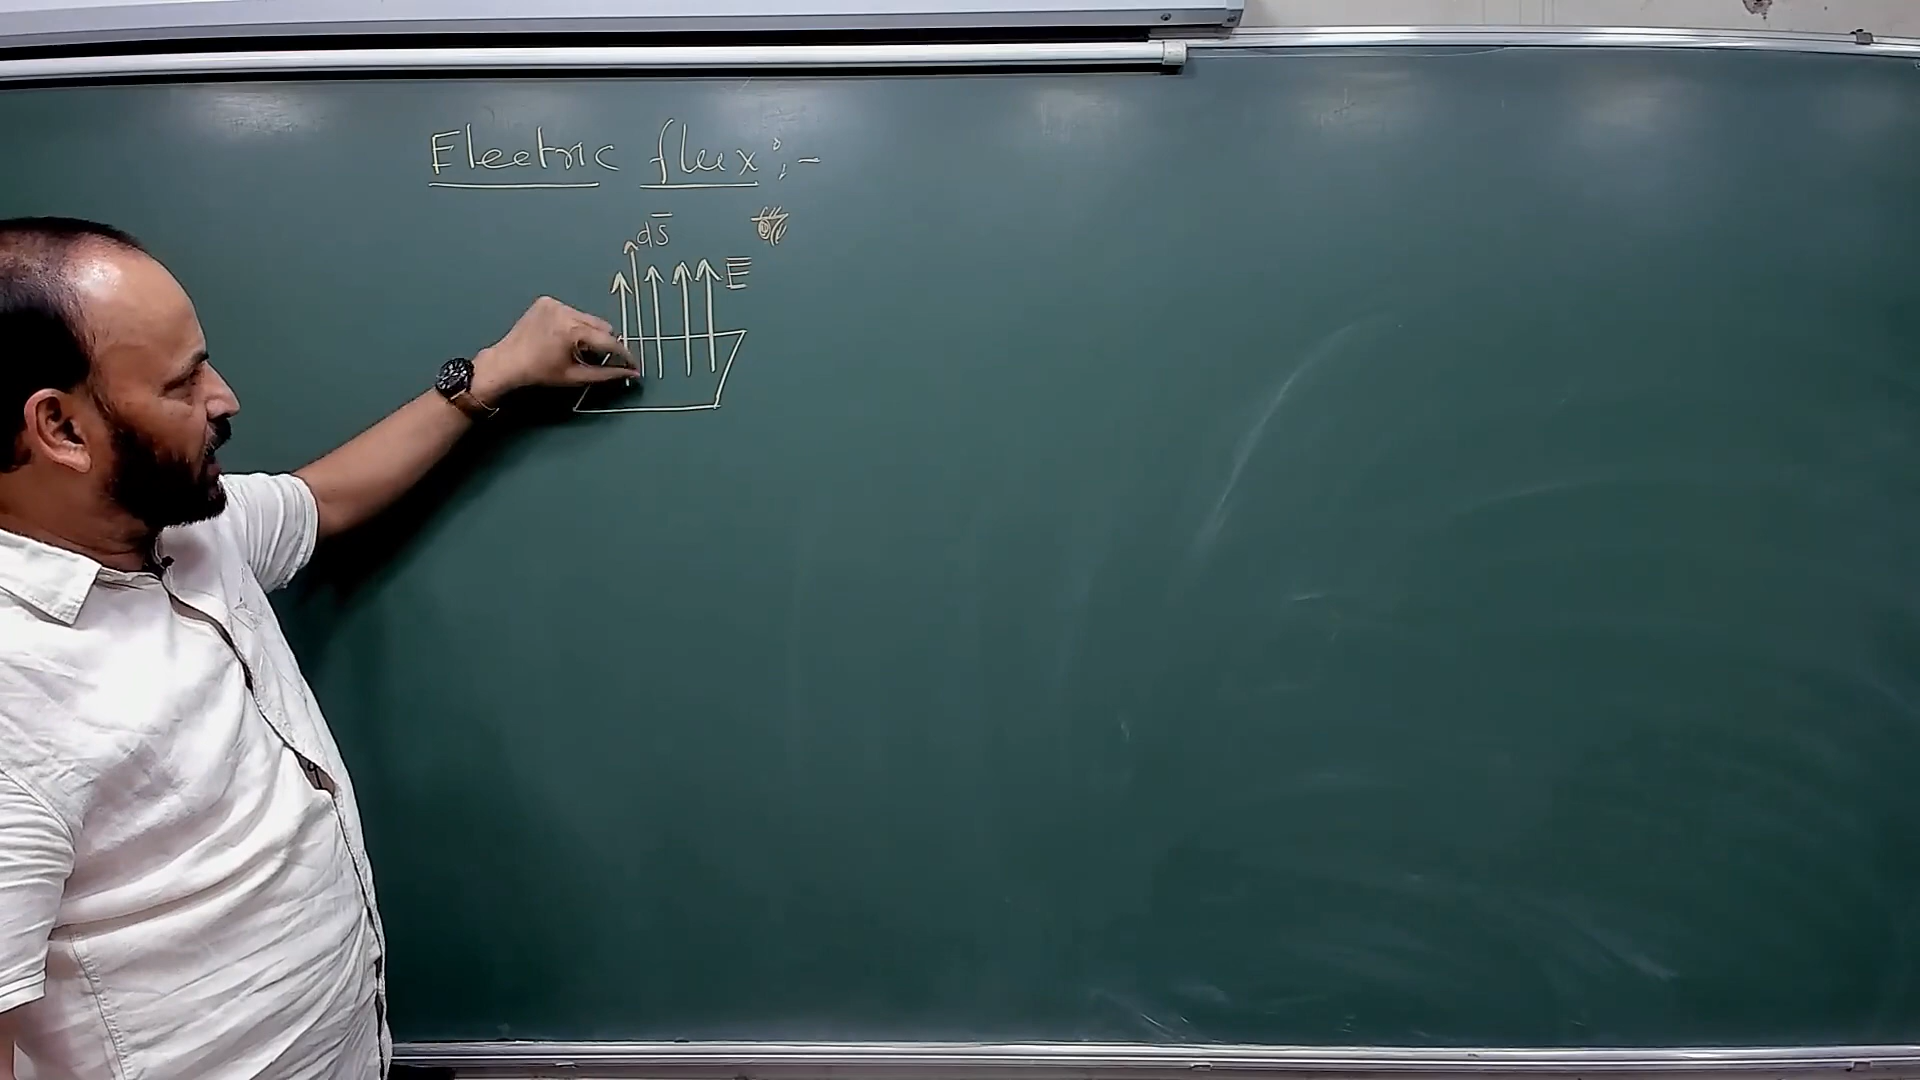 Electric flux :-
ds̅
E̅